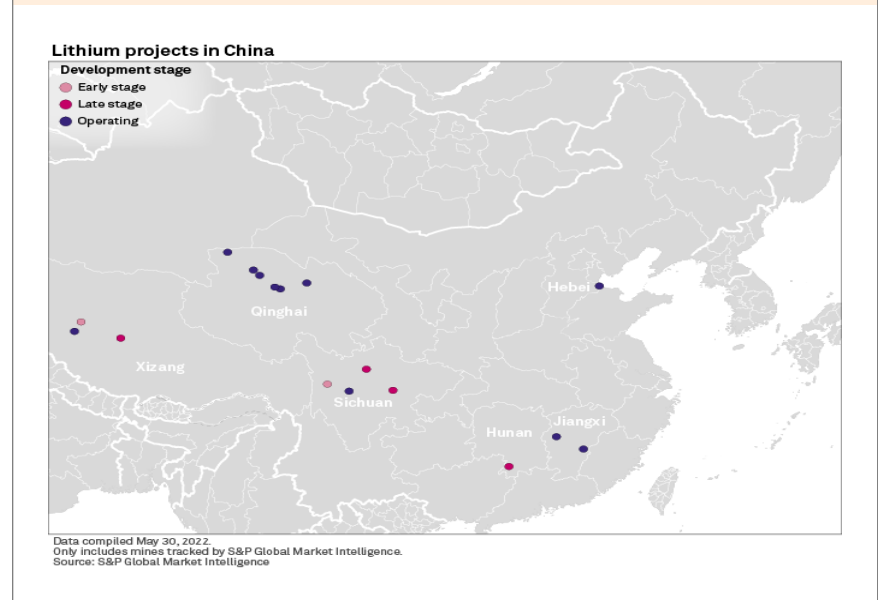 Lithium projects in China
Development stage
Early stage
Late stage
Operating
Hebei
Qinghai
Xizang
Sichuan
Jiangxi
Hunan
Data compiled May 30, 2022.
Only includes mines tracked by S&P Global Market Intelligence.
Source: S&P Global Market Intelligence